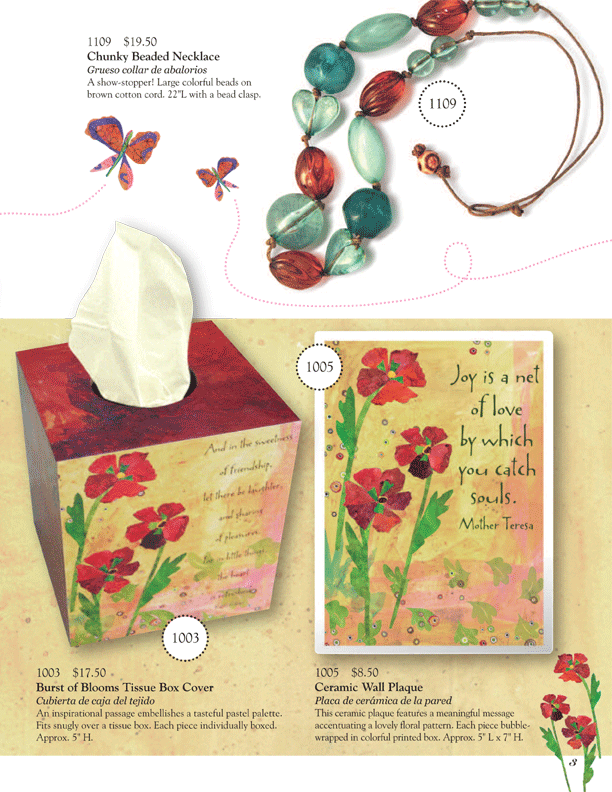 1109 $19.50
Chunky Beaded Necklace
Grueso collar de abalorios
A show-stopper! Large colorful beads on
brown cotton cord. 22"L with a bead clasp.
1109
1005
Joy is a net
of love
by which
you catch
souls.
Mother Teresa
And in the sweetness
of friendship,
let there be laughter,
and sharing
of pleasures.
For in little things
the heart
1003
1003 $17.50
Burst of Blooms Tissue Box Cover
Cubierta de caja del tejido
An inspirational passage embellishes a tasteful pastel palette.
Fits snugly over a tissue box. Each piece individually boxed.
Approx. 5" H.
1005 $8.50
Ceramic Wall Plaque
Placa de cerámica de la pared
This ceramic plaque features a meaningful message
accentuating a lovely floral pattern. Each piece bubble-
wrapped in colorful printed box. Approx. 5" L x 7" H.
3